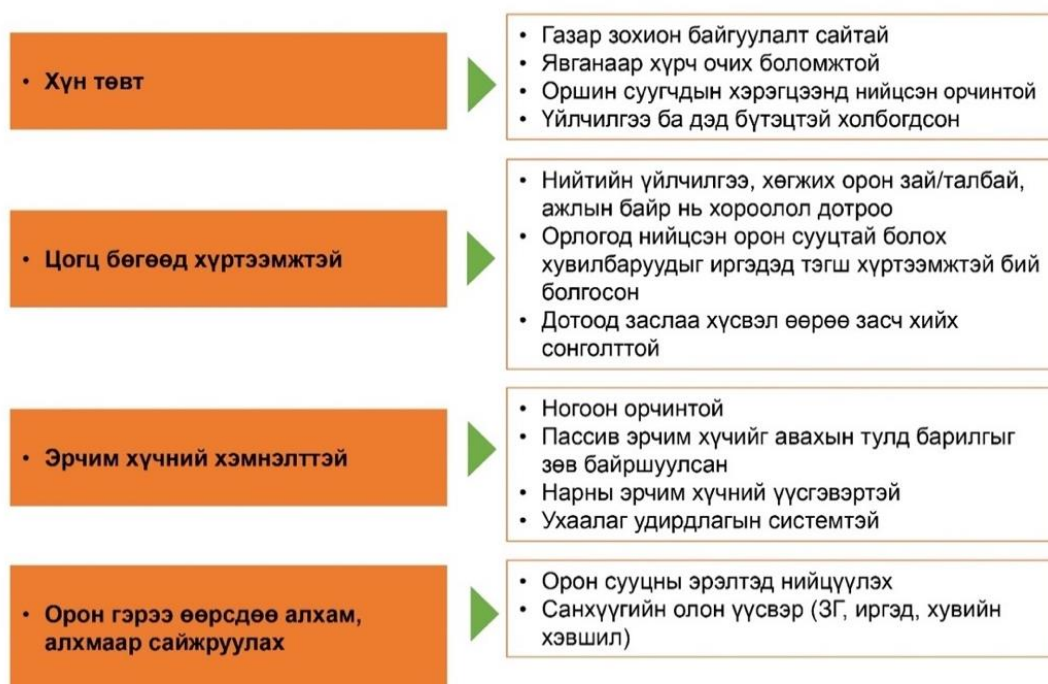 • Хүн төвт
• Газар зохион байгуулалт сайтай
• Явганаар хүрч очих боломжтой
• Оршин суугчдын хэрэгцээнд нийцсэн орчинтой
• Үйлчилгээ ба дэд бүтэцтэй холбогдсон
• Цогц бөгөөд хүртээмжтэй
• Нийтийн үйлчилгээ, хөгжих орон зай/талбай,
ажлын байр нь хороолол дотроо
• Орлогод нийцсэн орон сууцтай болох
хувилбаруудыг иргэдэд тэгш хүртээмжтэй бий
болгосон
• Дотоод заслаа хүсвэл өөрөө засч хийх
сонголттой
• Эрчим хүчний хэмнэлттэй
• Ногоон орчинтой
• Пассив эрчим хүчийг авахын тулд барилгыг
зөв байршуулсан
• Нарны эрчим хүчний үүсгэвэртэй
• Ухаалаг удирдлагын системтэй
• Орон гэрээ өөрсдөө алхам,
алхмаар сайжруулах
• Орон сууцны эрэлтэд нийцүүлэх
• Санхүүгийн олон үүсвэр (ЗГ, иргэд, хувийн
хэвшил)